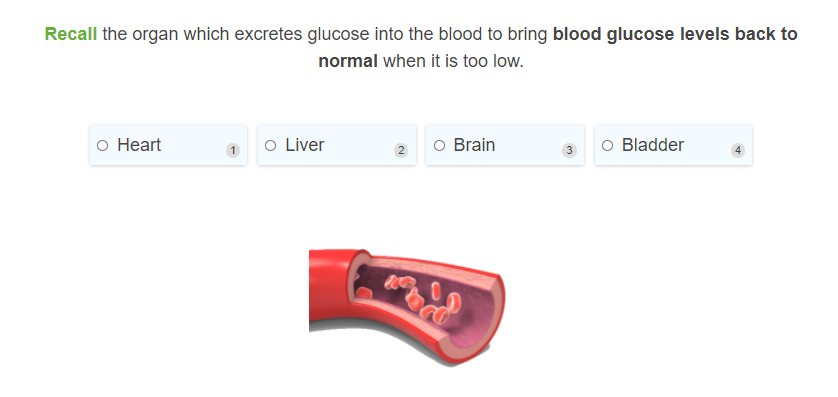 Recall the organ which excretes glucose into the blood to bring blood glucose levels back to
normal when it is too low.
Heart 1 Liver 2 Brain 3 Bladder 4